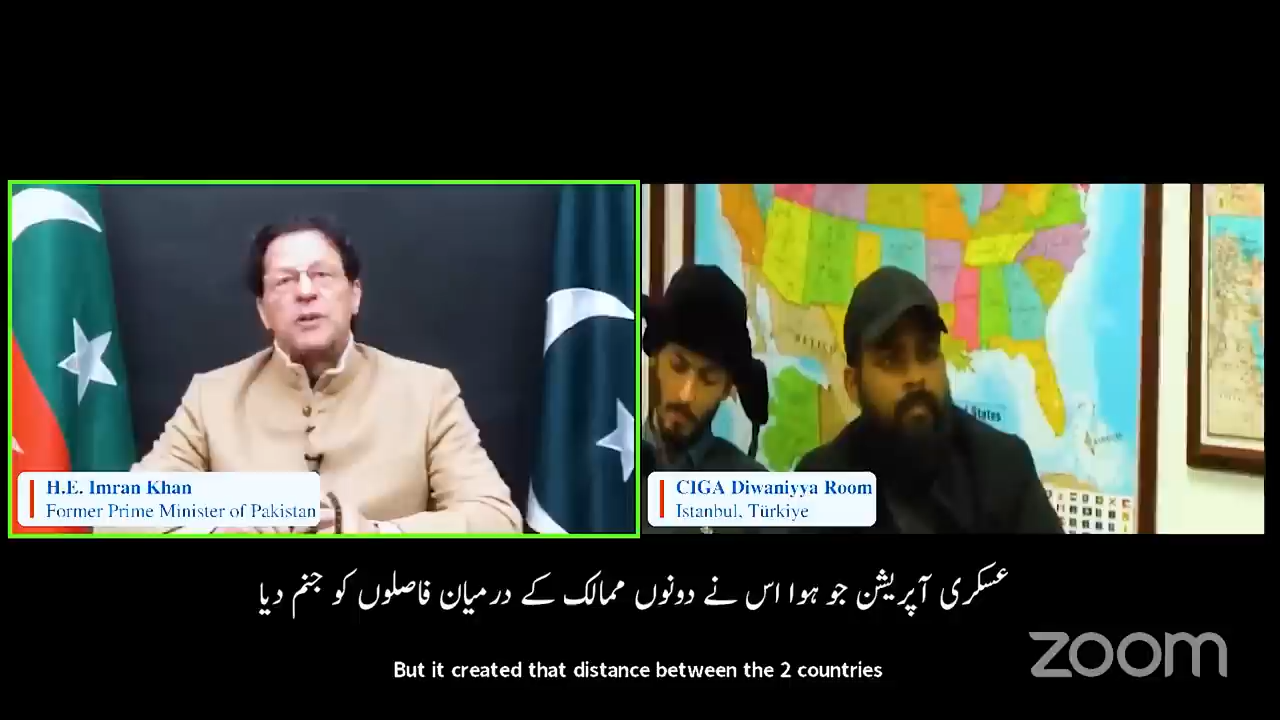 H.E. Imran Khan
Former Prime Minister of Pakistan
CIGA Diwaniyya Room
Istanbul, Türkiye
عسکری آپریشن جو ہوا اس نے دونوں ممالک کے درمیان فاصلوں کو جنم دیا
But it created that distance between the 2 countries
zoom